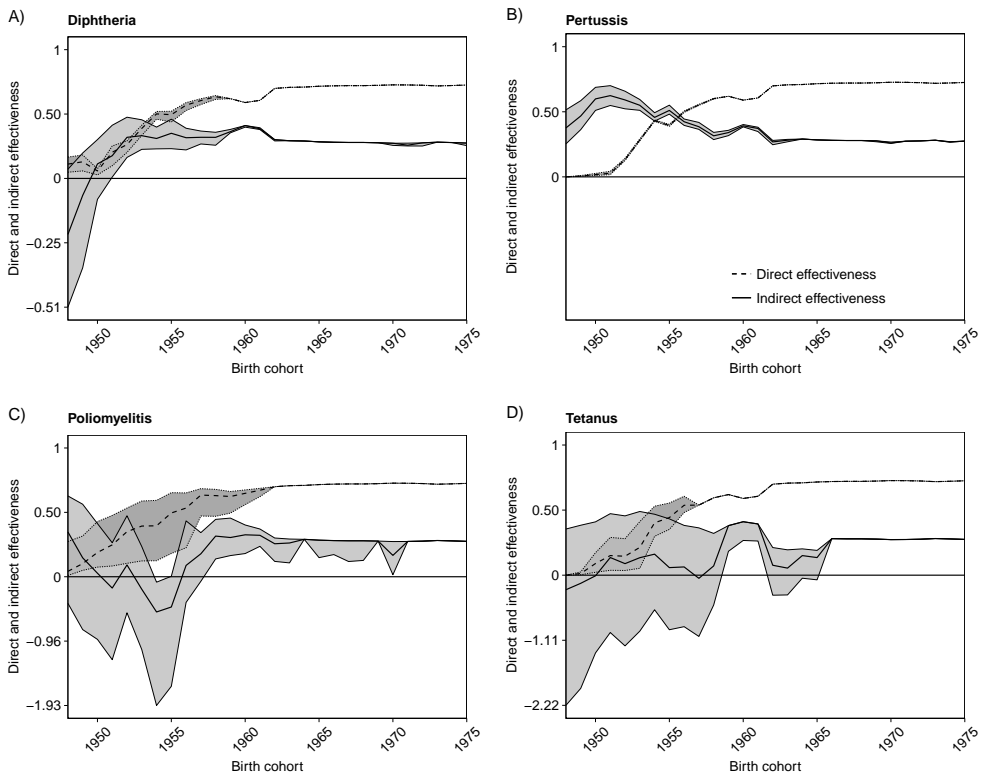 A)
Diphtheria
Direct and indirect effectiveness
1
0.50
0
−0.25
−0.51
1950
1955
1960
1965
1970
1975
Birth cohort
B)
Pertussis
Direct and indirect effectiveness
1
0.50
0
Direct effectiveness
Indirect effectiveness
1950
1955
1960
1965
1970
1975
Birth cohort
C)
Poliomyelitis
Direct and indirect effectiveness
1
0.50
0
−0.96
−1.93
1950
1955
1960
1965
1970
1975
Birth cohort
D)
Tetanus
Direct and indirect effectiveness
1
0.50
0
−1.11
−2.22
1950
1955
1960
1965
1970
1975
Birth cohort